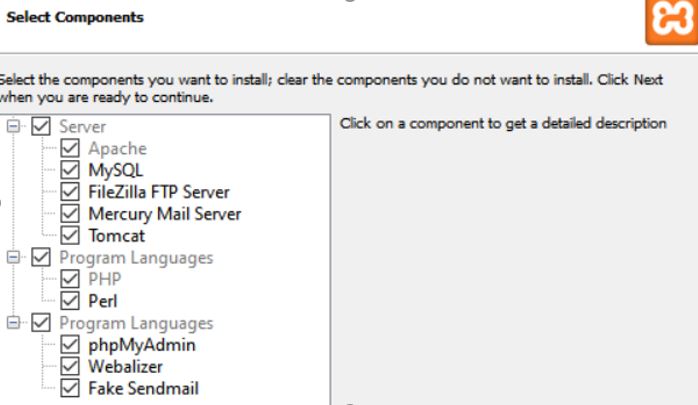 Select Components
Select the components you want to install; clear the components you do not want to install. Click Next
when you are ready to continue.
Server
Click on a component to get a detailed description
Apache
MySQL
FileZilla FTP Server
Mercury Mail Server
Tomcat
Program Languages
PHP
Perl
Program Languages
phpMyAdmin
Webalizer
Fake Sendmail